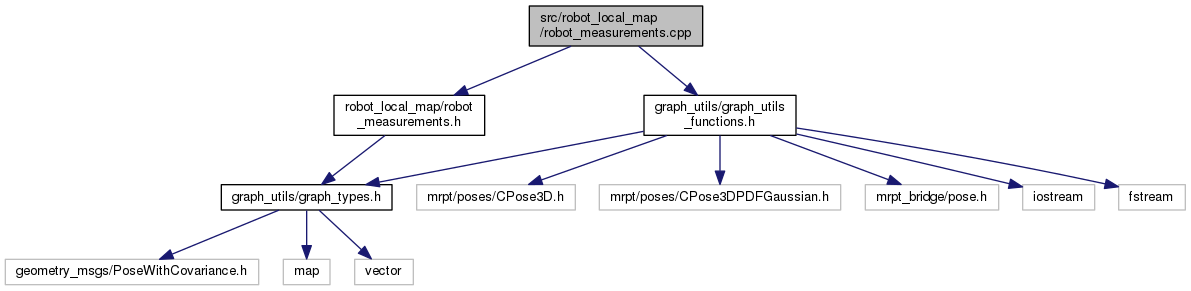 src/robot_local_map
/robot_measurements.cpp
robot_local_map/robot
_measurements.h
graph_utils/graph_utils
_functions.h
graph_utils/graph_types.h
mrpt/poses/CPose3D.h
mrpt/poses/CPose3DPDFGaussian.h
mrpt_bridge/pose.h
iostream
fstream
geometry_msgs/PoseWithCovariance.h
map
vector